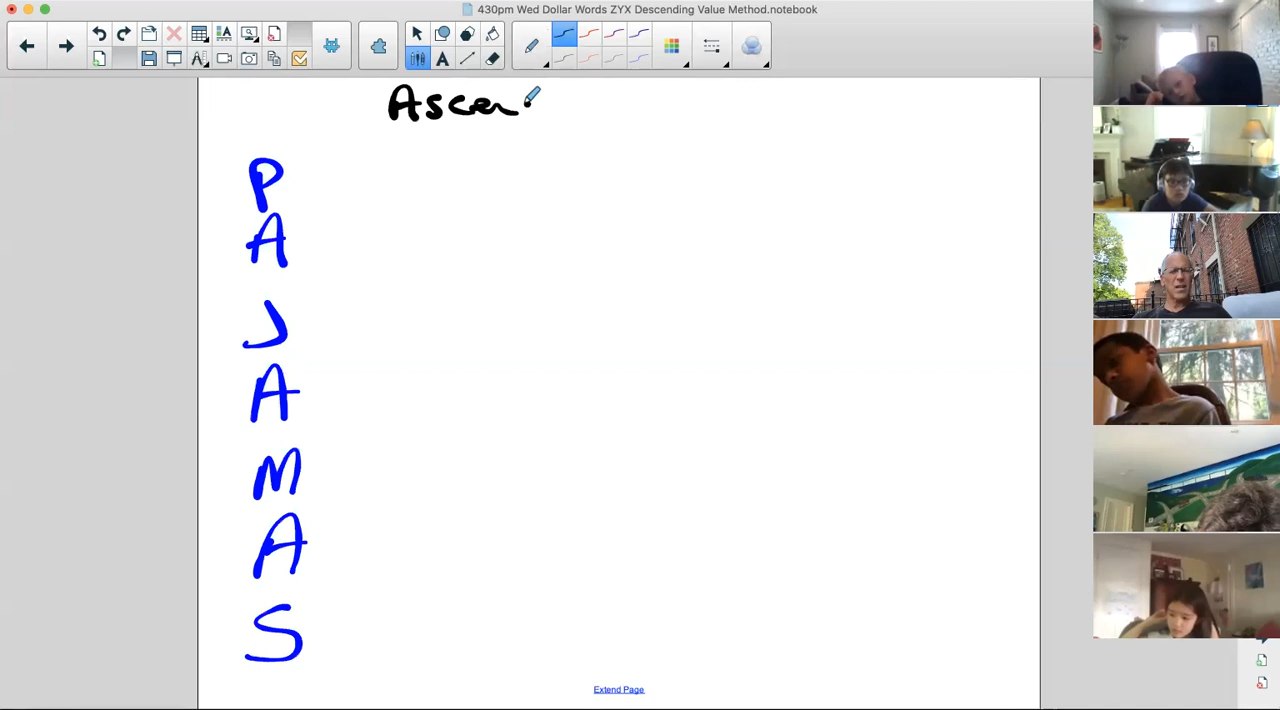 430pm Wed Dollar Words ZYX Descending Value Method.notebook
Ascen
P
A
J
A
M
A
S
Extend Page